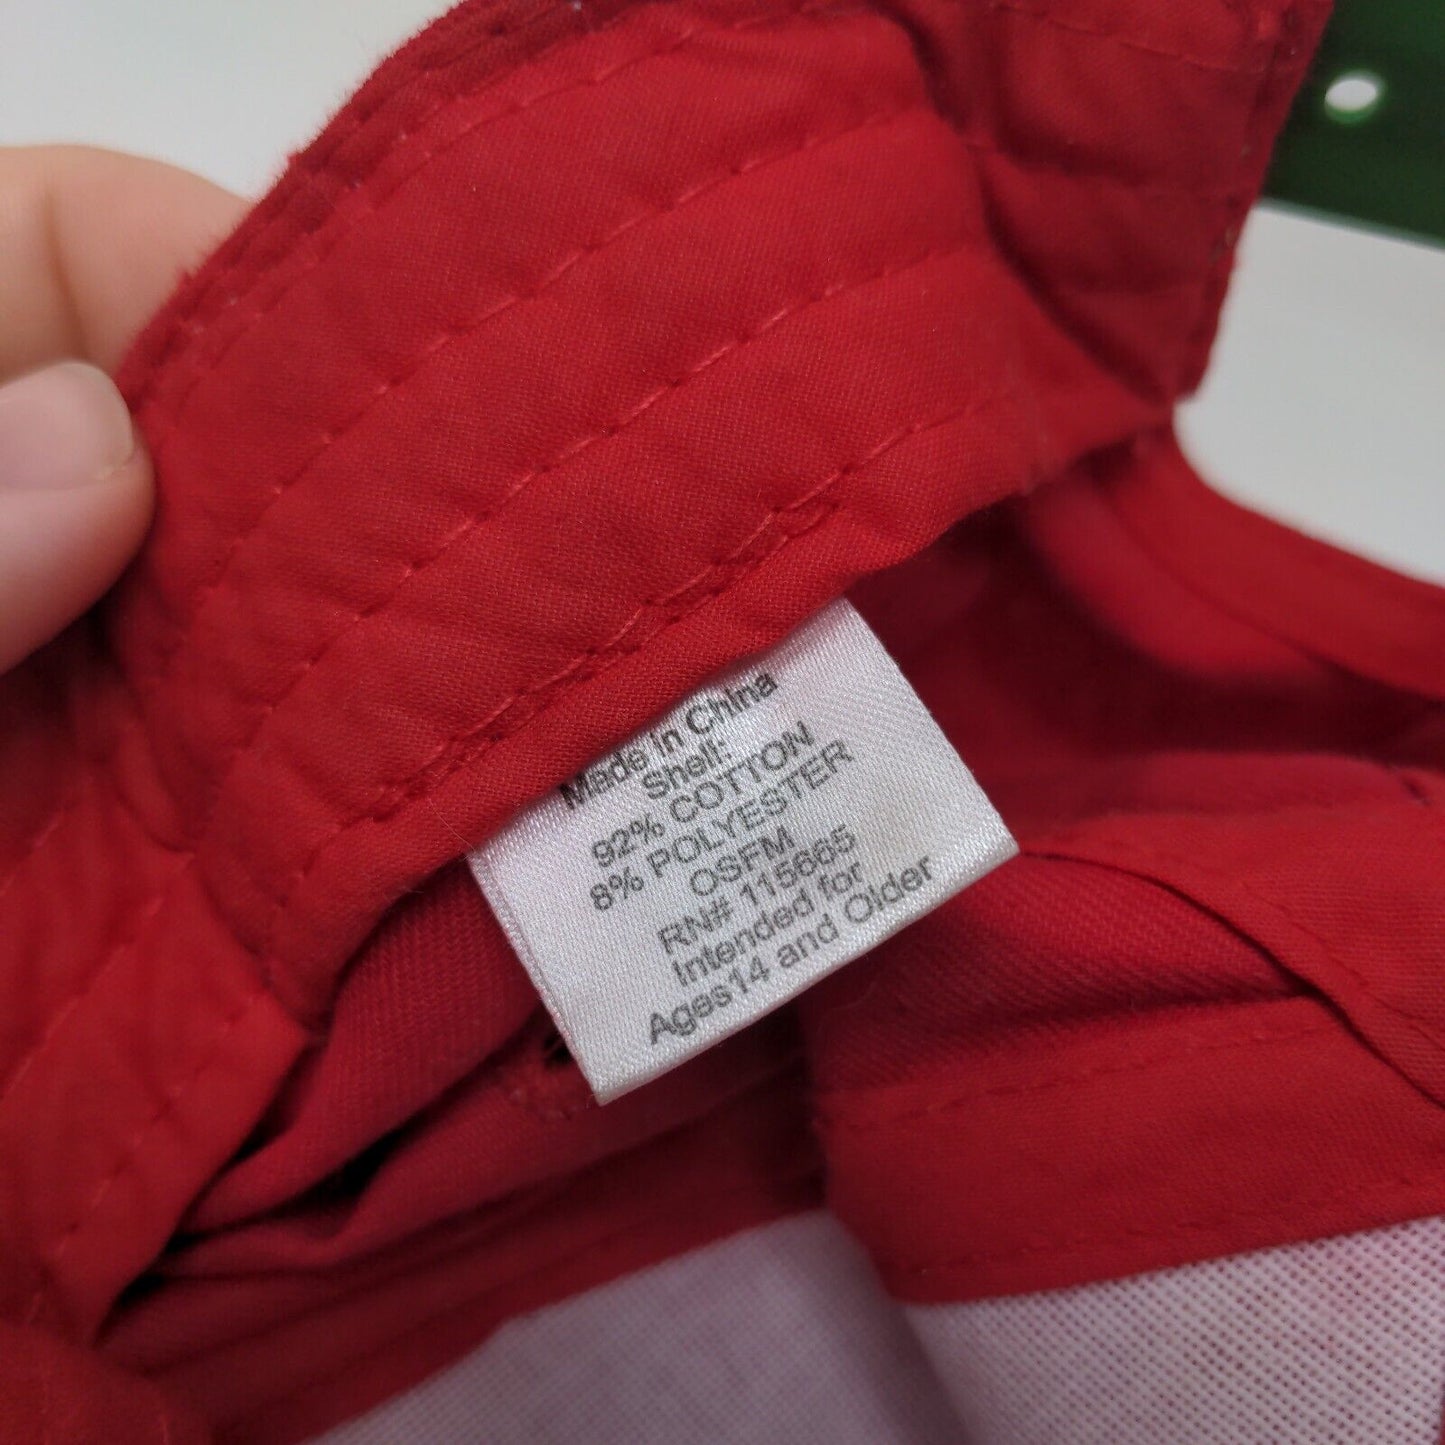 Made in China
Shell:
92% COTTON
8% POLYESTER
OSFM
RN# 115665
Intended for
Ages14 and Older